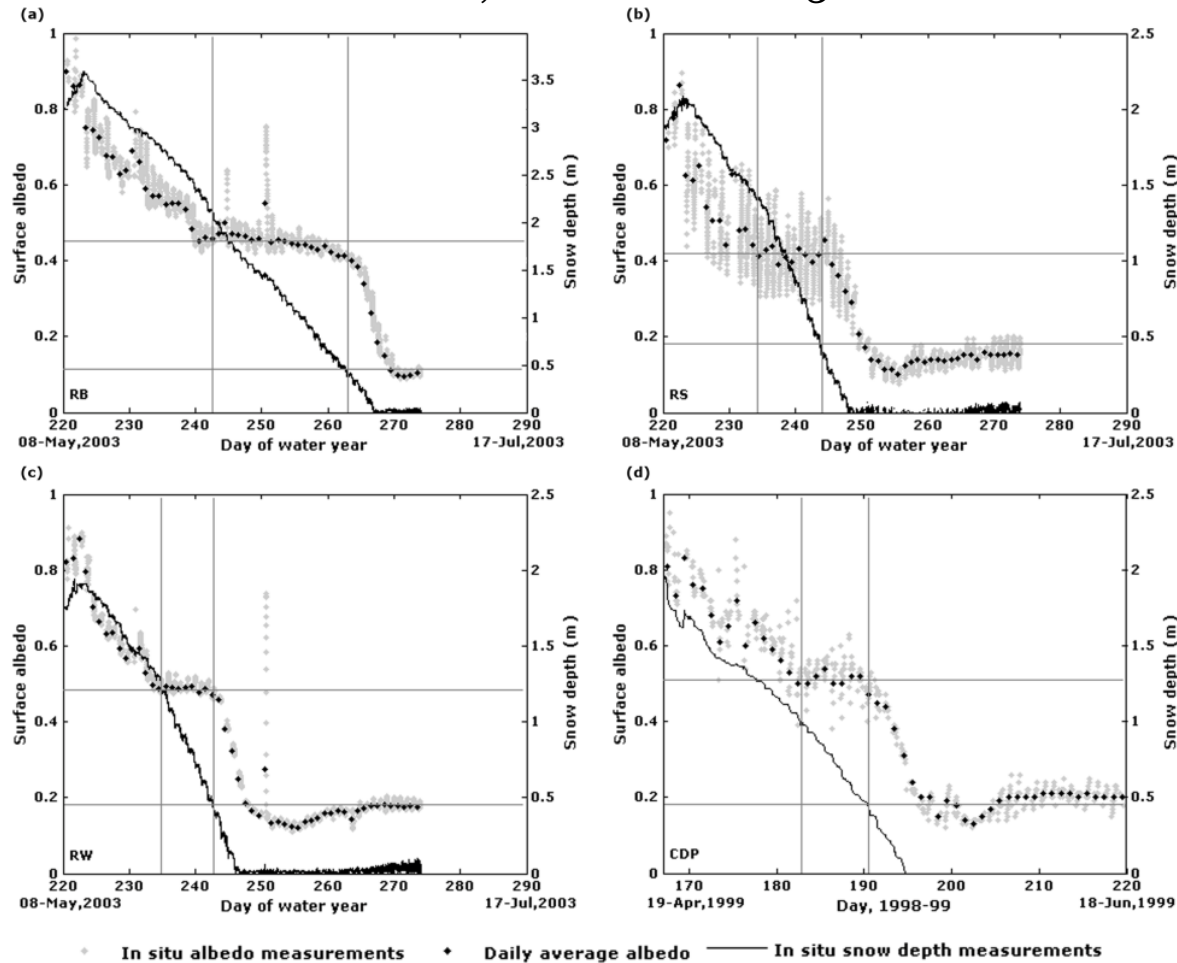 (a)
(b)
Surface albedo
1
0.8
0.6
0.4
0.2
0
3.5
3
2.5
2
1.5
1
0.5
0
Snow depth (m)
RB
220 230 240 250 260 270 280 290
08-May,2003 Day of water year 17-Jul,2003
Surface albedo
1
0.8
0.6
0.4
0.2
0
2.5
2
1.5
1
0.5
0
Snow depth (m)
RS
220 230 240 250 260 270 280 290
08-May,2003 Day of water year 17-Jul,2003
(c)
(d)
Surface albedo
1
0.8
0.6
0.4
0.2
0
2.5
2
1.5
1
0.5
0
Snow depth (m)
RW
220 230 240 250 260 270 280 290
08-May,2003 Day of water year 17-Jul,2003
Surface albedo
1
0.8
0.6
0.4
0.2
0
2.5
2
1.5
1
0.5
0
Snow depth (m)
CDP
170 180 190 200 210 220
19-Apr,1999 Day, 1998-99 18-Jun,1999
In situ albedo measurements Daily average albedo In situ snow depth measurements